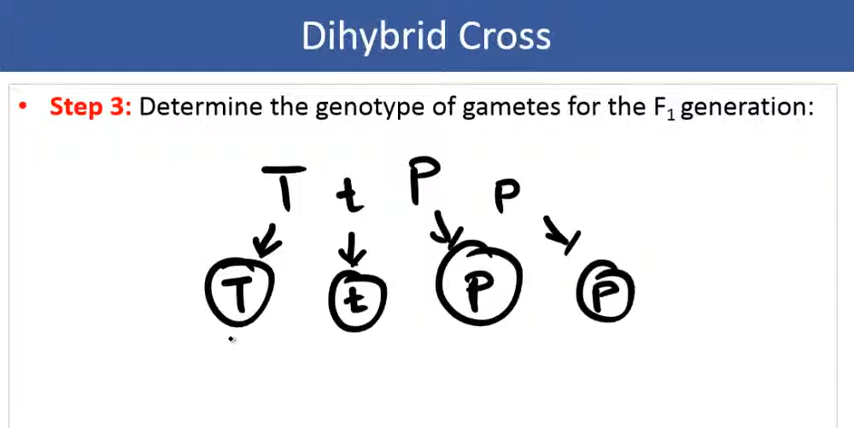 Dihybrid Cross
• Step 3: Determine the genotype of gametes for the F₁ generation:
T t P p
T t P p